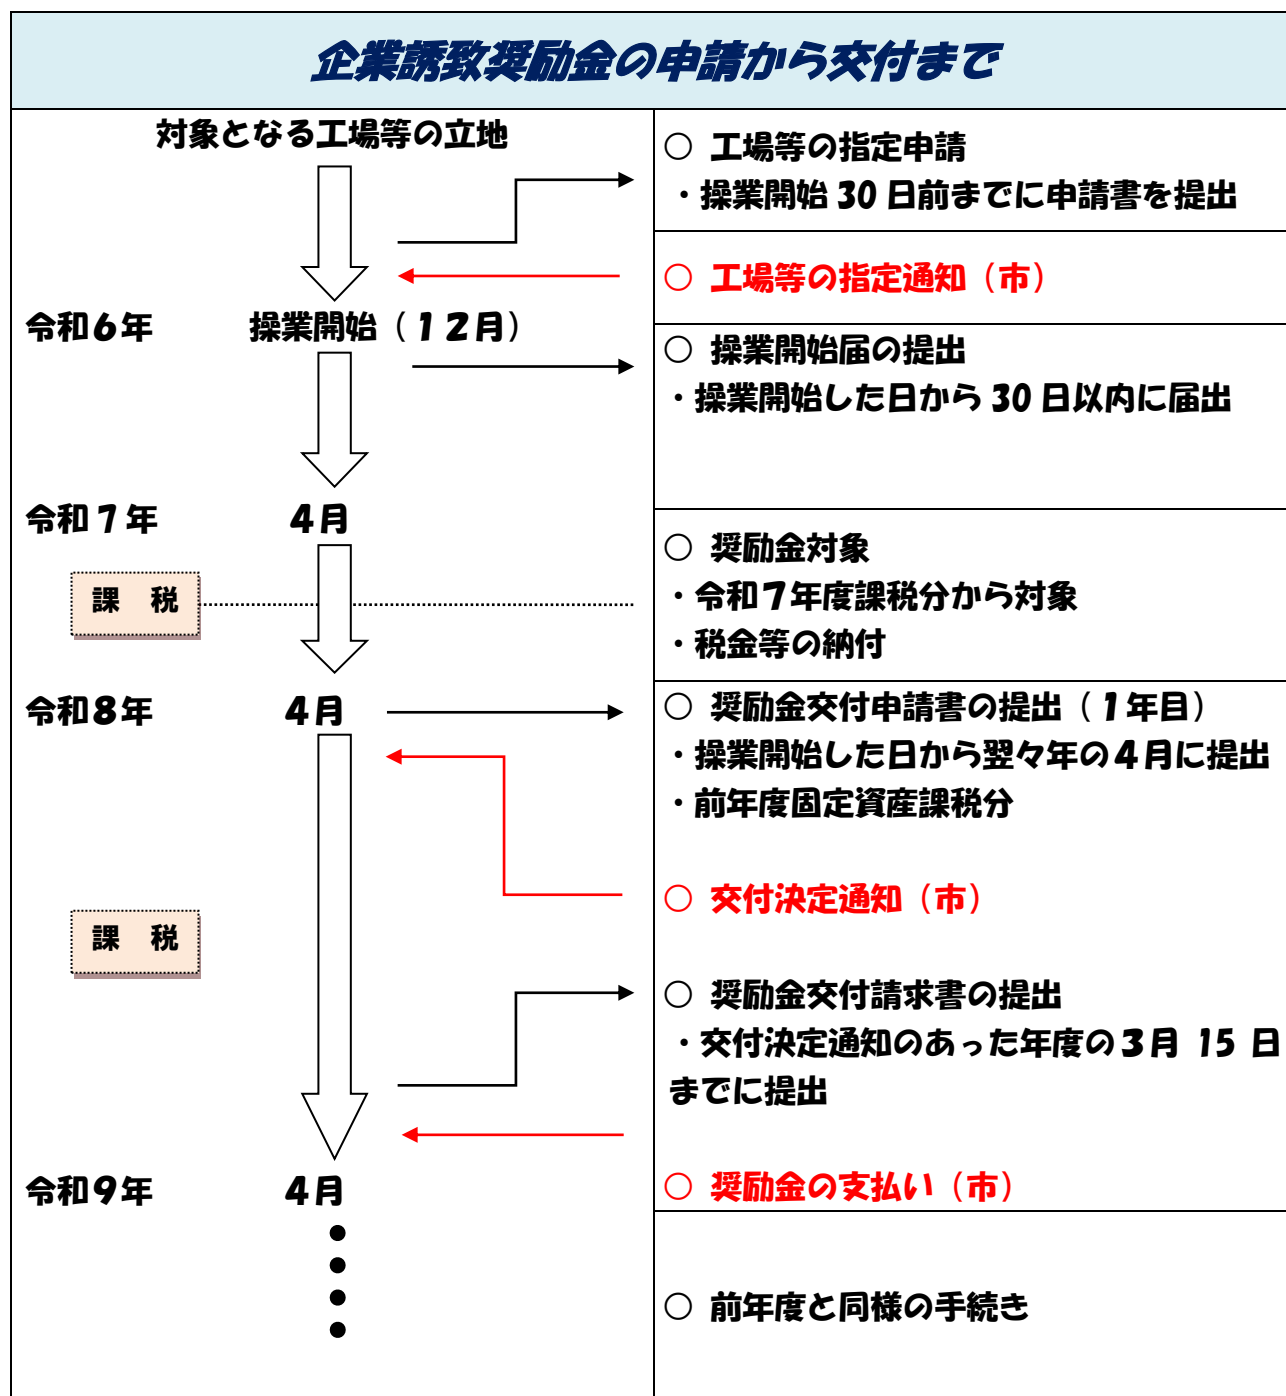 企業誘致奨励金の申請から交付まで
対象となる工場等の立地
○ 工場等の指定申請
・操業開始 30 日前までに申請書を提出
○ 工場等の指定通知（市）
令和６年 操業開始（１２月）
○ 操業開始届の提出
・操業開始した日から 30 日以内に届出
令和７年 ４月
○ 奨励金対象
課 税
・令和７年度課税分から対象
・税金等の納付
令和８年 ４月
○ 奨励金交付申請書の提出（１年目）
・操業開始した日から翌々年の４月に提出
・前年度固定資産課税分
○ 交付決定通知（市）
課 税
○ 奨励金交付請求書の提出
・交付決定通知のあった年度の３月 15 日
までに提出
○ 奨励金の支払い（市）
令和９年 ４月
○ 前年度と同様の手続き